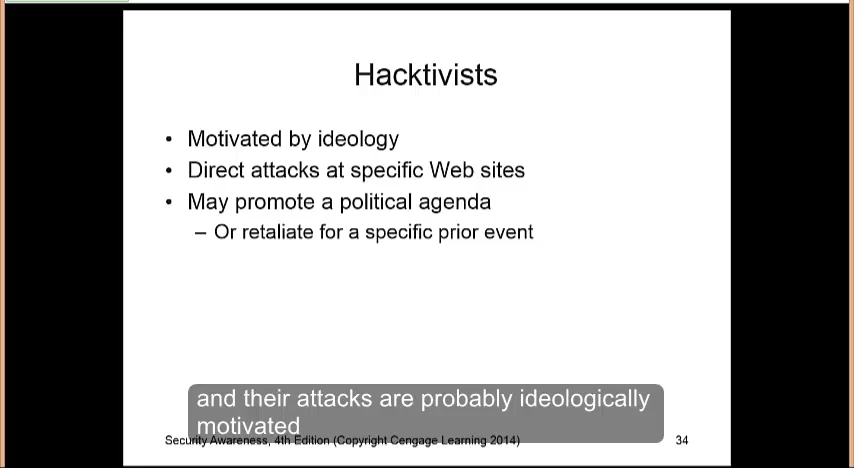 Hacktivists
• Motivated by ideology
• Direct attacks at specific Web sites
• May promote a political agenda
– Or retaliate for a specific prior event
and their attacks are probably ideologically
motivated
Security Awareness, 4th Edition (Copyright Cengage Learning 2014)
34